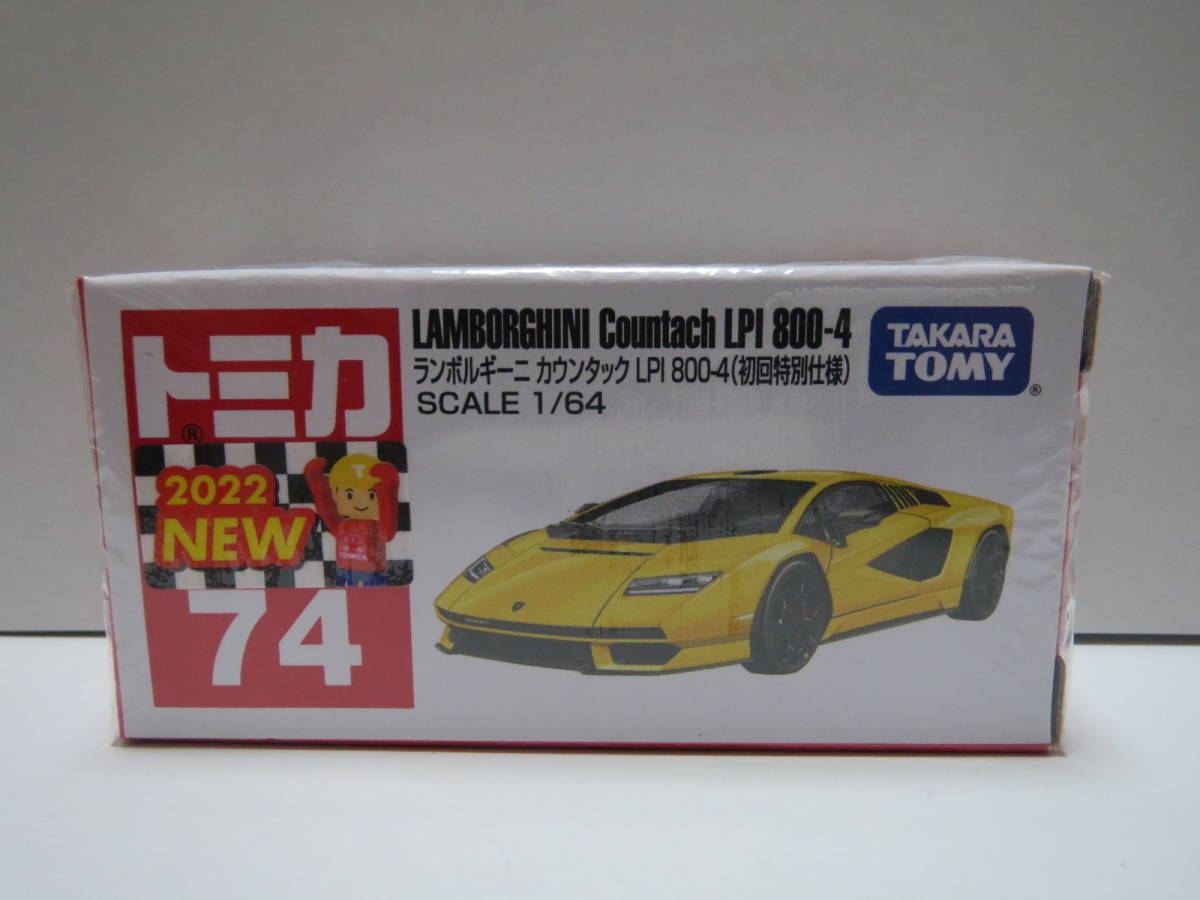 トミカ
®
2022
NEW
T
TOMICA
74
LAMBORGHINI Countach LPI 800-4
ランボルギーニ カウンタック LPI 800-4(初回特別仕様)
SCALE 1/64
TAKARA
TOMY
®